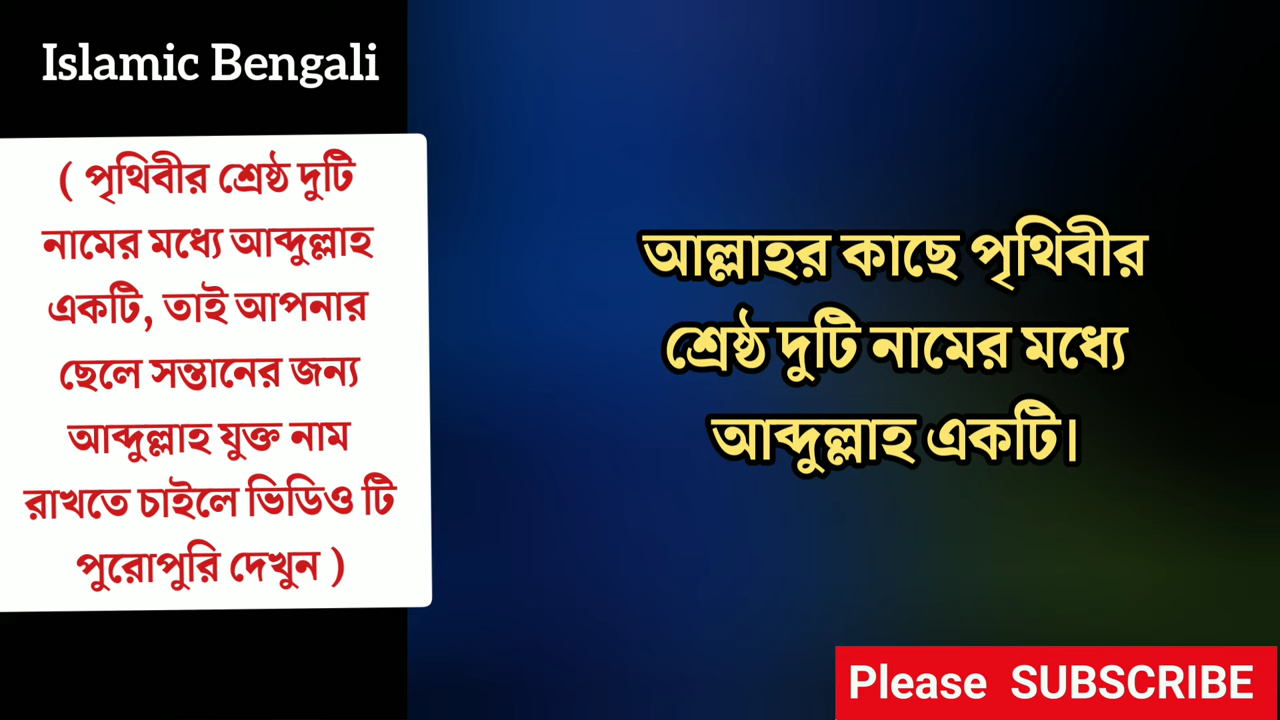 Islamic Bengali
( পৃথিবীর শ্রেষ্ঠ দুটি
নামের মধ্যে আব্দুল্লাহ
একটি, তাই আপনার
ছেলে সন্তানের জন্য
আব্দুল্লাহ যুক্ত নাম
রাখতে চাইলে ভিডিও টি
পুরোপুরি দেখুন )
আল্লাহর কাছে পৃথিবীর
শ্রেষ্ঠ দুটি নামের মধ্যে
আব্দুল্লাহ একটি।
Please SUBSCRIBE